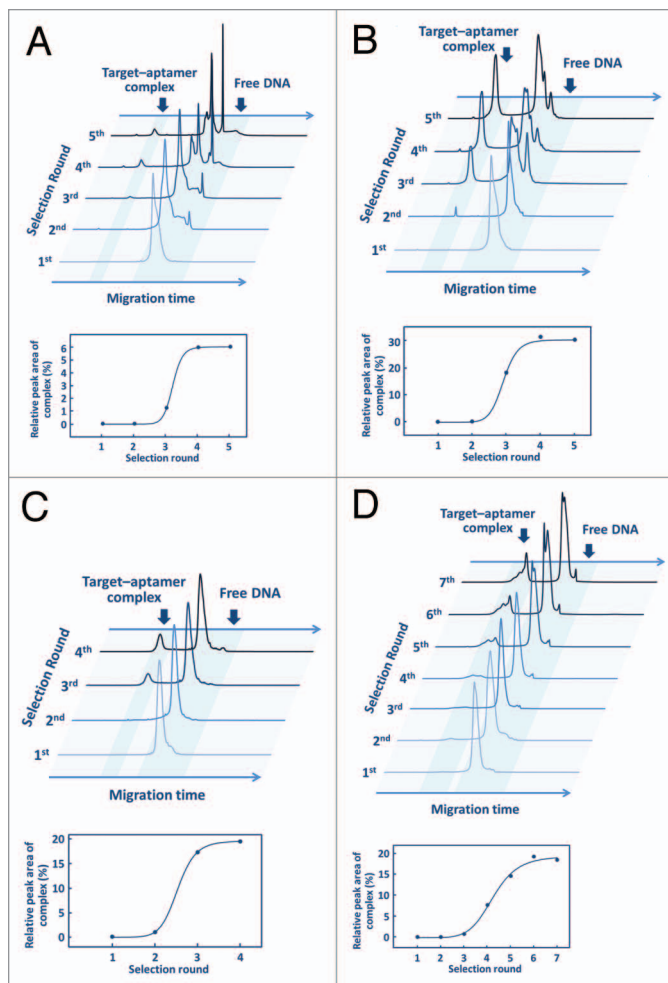 A
Target–aptamer
complex
Free DNA
5th
4th
3rd
2nd
1st
Selection Round
Migration time
Relative peak area of
complex (%)
6
5
4
3
2
1
0
1 2 3 4 5
Selection round
B
Target–aptamer
complex
Free DNA
5th
4th
3rd
2nd
1st
Selection Round
Migration time
Relative peak area of
complex (%)
30
20
10
0
1 2 3 4 5
Selection round
C
Target–aptamer
complex
Free DNA
4th
3rd
2nd
1st
Selection Round
Migration time
Relative peak area of
complex (%)
20
15
10
5
0
1 2 3 4
Selection round
D
Target–aptamer
complex
Free DNA
7th
6th
5th
4th
3rd
2nd
1st
Selection Round
Migration time
Relative peak area of
complex (%)
20
15
10
5
0
1 2 3 4 5 6 7
Selection round